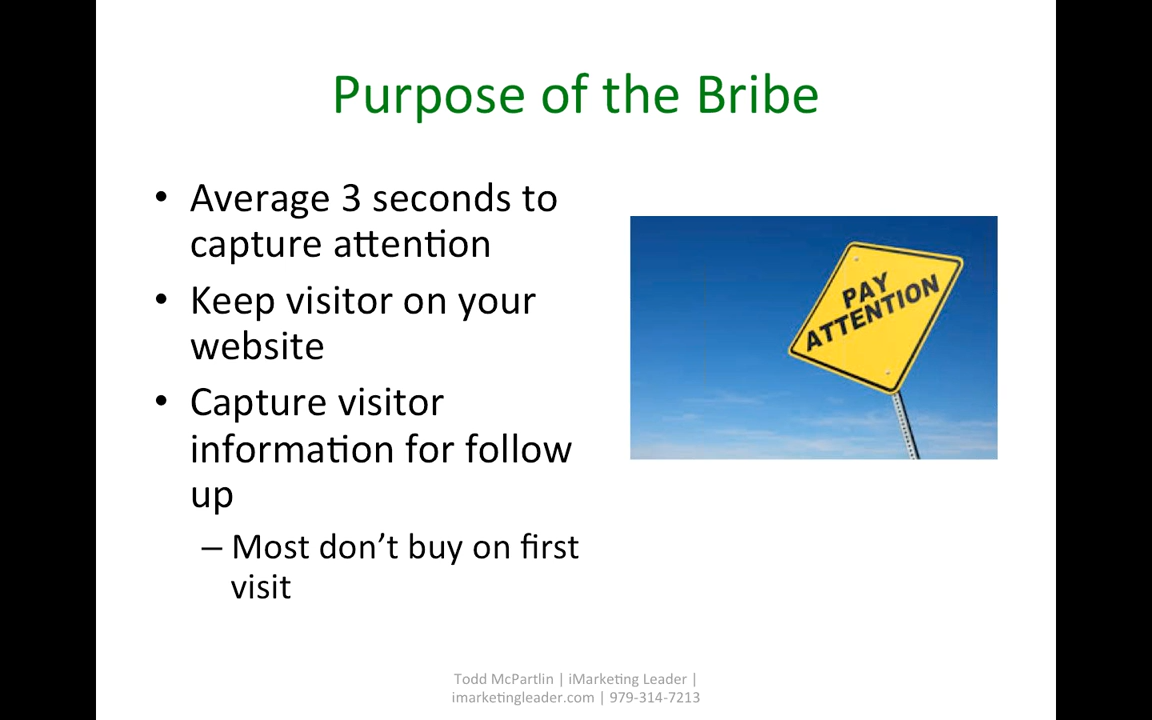 Purpose of the Bribe
• Average 3 seconds to
capture attention
• Keep visitor on your
website
• Capture visitor
information for follow
up
– Most don’t buy on first
visit
PAY
ATTENTION
Todd McPartlin | iMarketing Leader |
imarketingleader.com | 979-314-7213